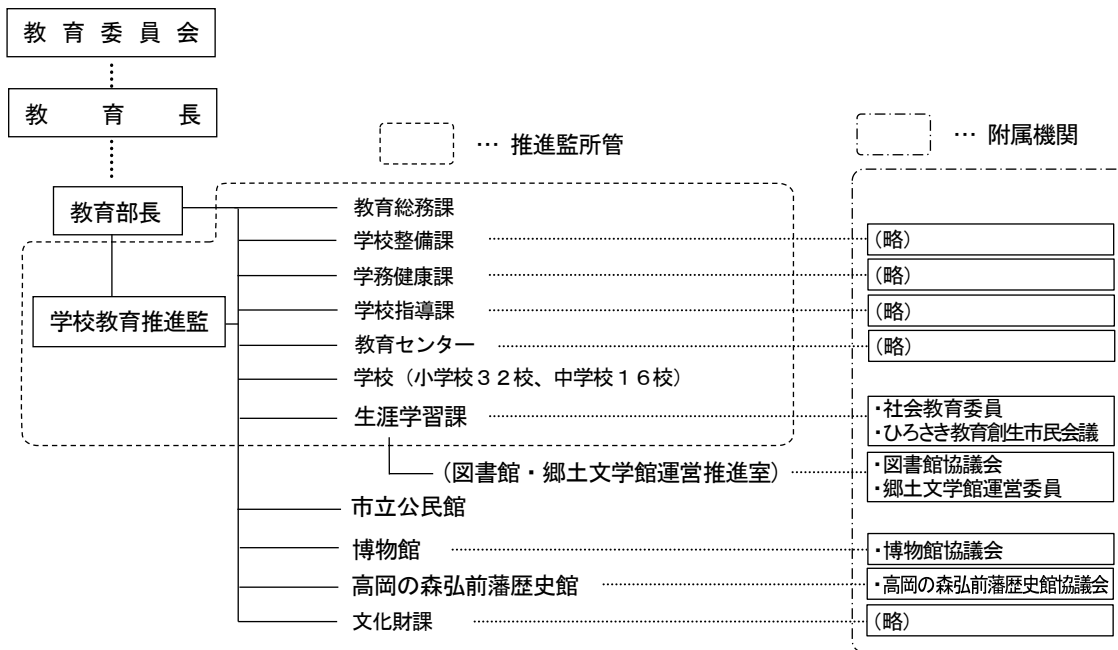 教育委員会
教育長
… 推進監所管
… 附属機関
教育部長
教育総務課
学校整備課
(略)
学務健康課
(略)
学校教育推進監
学校指導課
(略)
教育センター
(略)
学校（小学校３２校、中学校１６校）
生涯学習課
・社会教育委員
・ひろさき教育創生市民会議
（図書館・郷土文学館運営推進室）
・図書館協議会
・郷土文学館運営委員
市立公民館
博物館
・博物館協議会
高岡の森弘前藩歴史館
・高岡の森弘前藩歴史館協議会
文化財課
(略)